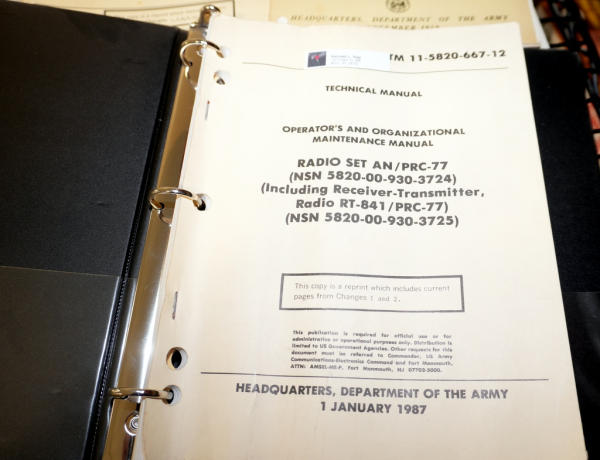 HEADQUARTERS, DEPARTMENT OF THE ARMY
TM 11-5820-667-12
TECHNICAL MANUAL
OPERATOR'S AND ORGANIZATIONAL
MAINTENANCE MANUAL
RADIO SET AN/PRC-77
(NSN 5820-00-930-3724)
(Including Receiver-Transmitter,
Radio RT-841/PRC-77)
(NSN 5820-00-930-3725)
This copy is a reprint which includes current
pages from Changes 1 and 2.
This publication is required for official use or for
administrative or operational purposes only. Distribution is
limited to US Government Agencies. Other requests for this
document must be referred to Commander, US Army
Communications-Electronics Command and Fort Monmouth,
ATTN: AMSEL-ME-P, Fort Monmouth, NJ 07703-5000.
HEADQUARTERS, DEPARTMENT OF THE ARMY
1 JANUARY 1987